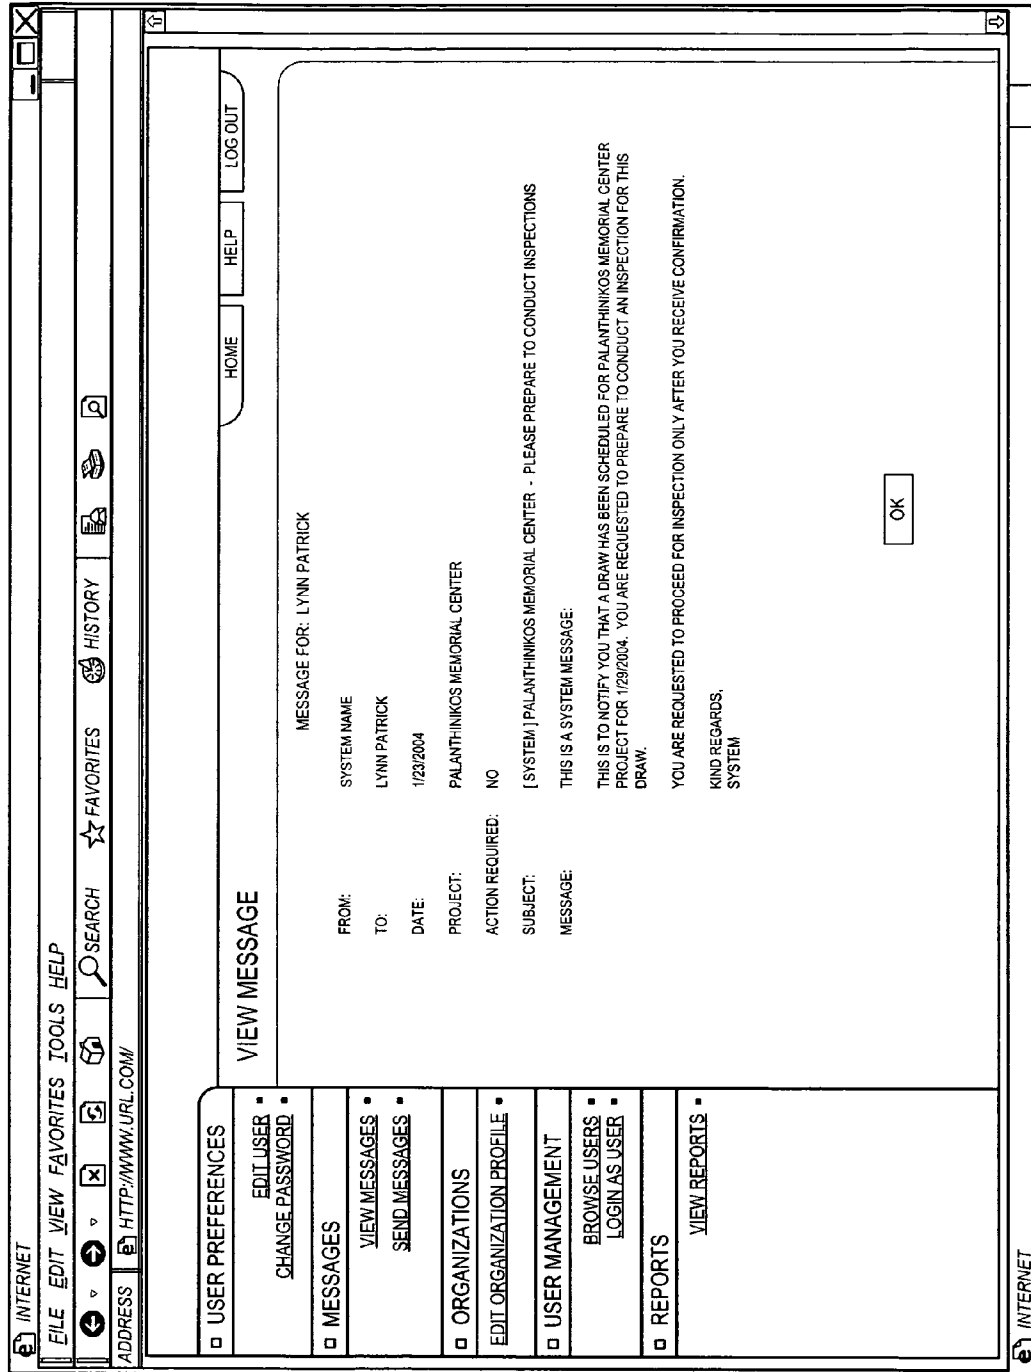 INTERNET
FILE EDIT VIEW FAVORITES TOOLS HELP
SEARCH FAVORITES HISTORY
ADDRESS HTTP://WWW.URL.COM/
HOME HELP LOG OUT
USER PREFERENCES
EDIT USER
CHANGE PASSWORD
MESSAGES
VIEW MESSAGES
SEND MESSAGES
ORGANIZATIONS
EDIT ORGANIZATION PROFILE
USER MANAGEMENT
BROWSE USERS
LOGIN AS USER
REPORTS
VIEW REPORTS
VIEW MESSAGE
MESSAGE FOR: LYNN PATRICK
FROM: SYSTEM NAME
TO: LYNN PATRICK
DATE: 1/23/2004
PROJECT: PALANTHINIKOS MEMORIAL CENTER
ACTION REQUIRED: NO
SUBJECT: [ SYSTEM ] PALANTHINIKOS MEMORIAL CENTER - PLEASE PREPARE TO CONDUCT INSPECTIONS
MESSAGE: THIS IS A SYSTEM MESSAGE:
THIS IS TO NOTIFY YOU THAT A DRAW HAS BEEN SCHEDULED FOR PALANTHINIKOS MEMORIAL CENTER
PROJECT FOR 1/29/2004. YOU ARE REQUESTED TO PREPARE TO CONDUCT AN INSPECTION FOR THIS
DRAW.
YOU ARE REQUESTED TO PROCEED FOR INSPECTION ONLY AFTER YOU RECEIVE CONFIRMATION.
KIND REGARDS,
SYSTEM
OK
INTERNET